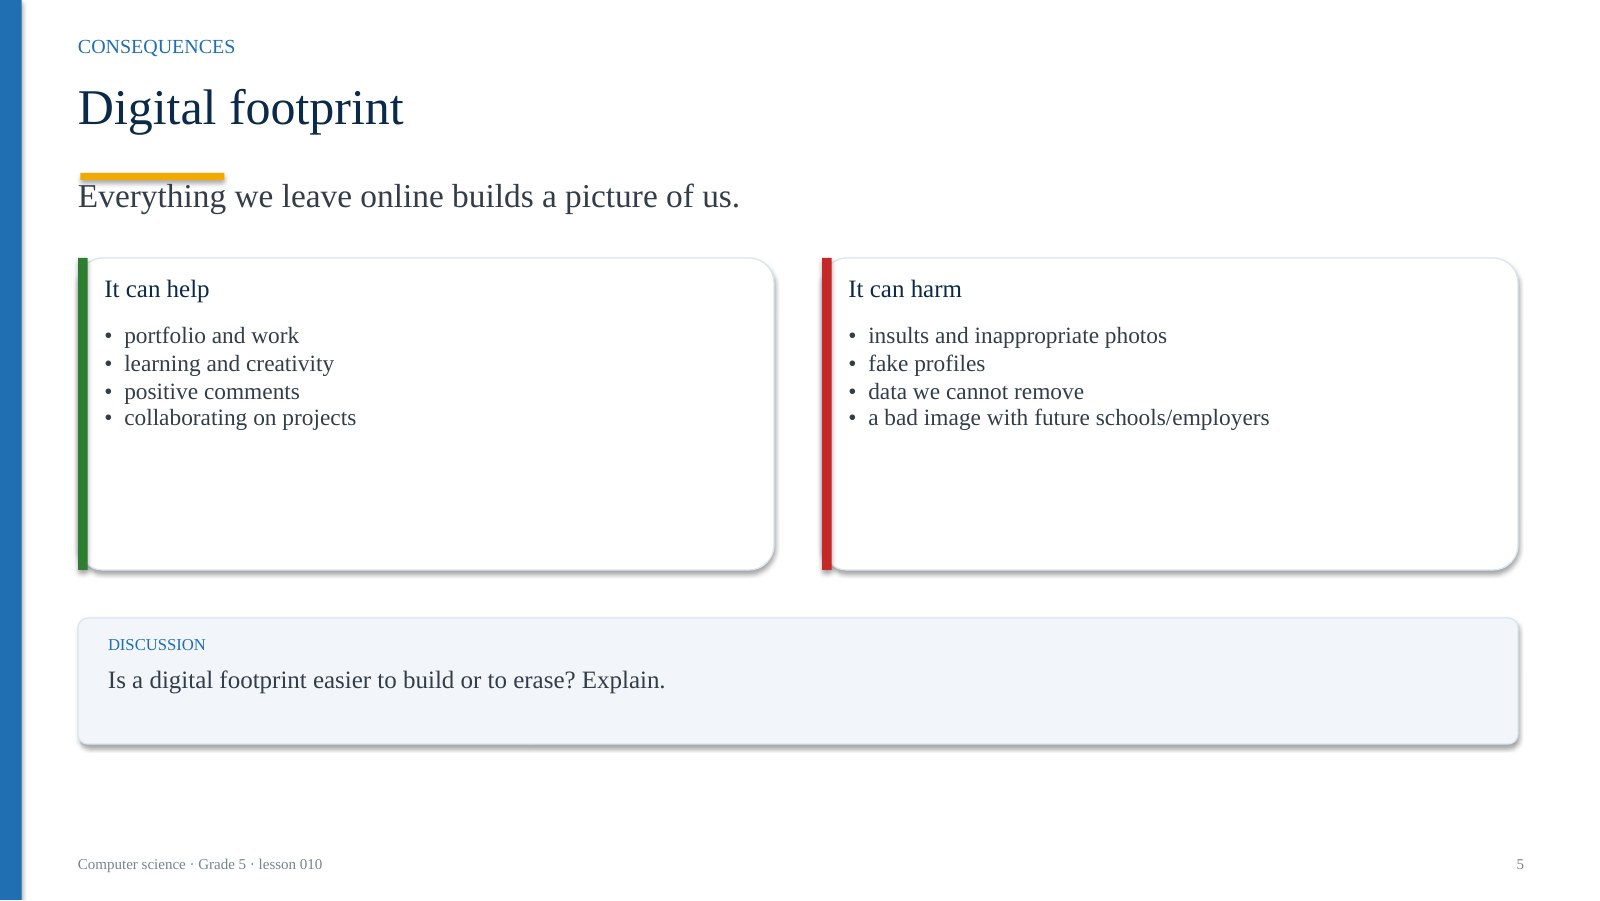 CONSEQUENCES
Digital footprint
Everything we leave online builds a picture of us.
It can help
• portfolio and work
• learning and creativity
• positive comments
• collaborating on projects
It can harm
• insults and inappropriate photos
• fake profiles
• data we cannot remove
• a bad image with future schools/employers
DISCUSSION
Is a digital footprint easier to build or to erase? Explain.
Computer science · Grade 5 · lesson 010
5